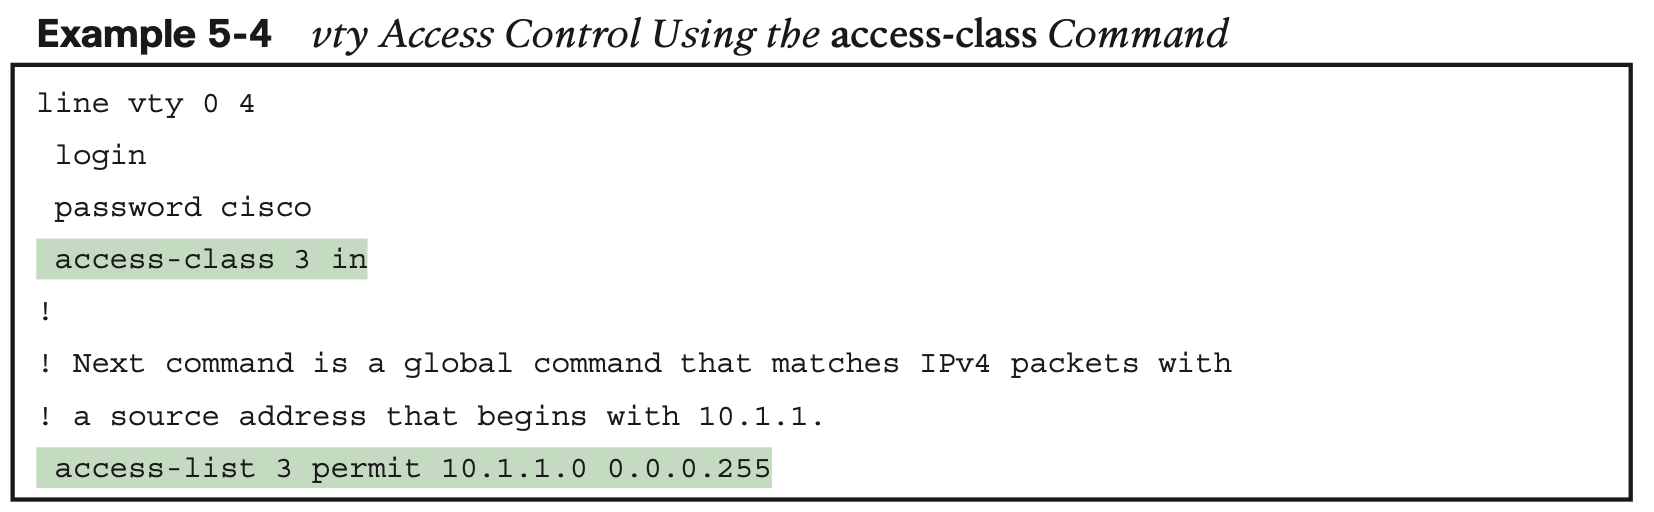 Example 5-4 vty Access Control Using the access-class Command
line vty 0 4
login
password cisco
access-class 3 in
!
! Next command is a global command that matches IPv4 packets with
! a source address that begins with 10.1.1.
access-list 3 permit 10.1.1.0 0.0.0.255